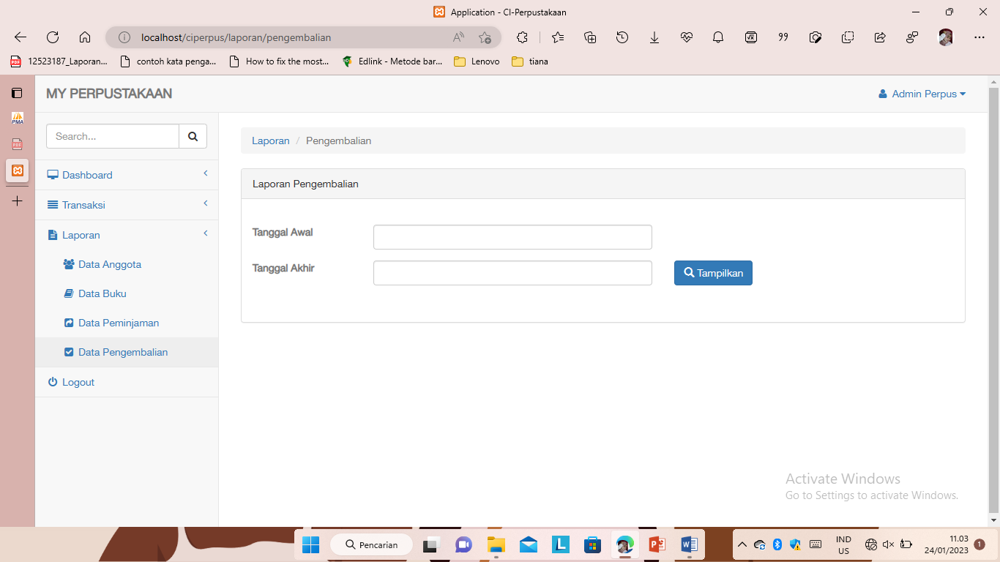 Application - CI-Perpustakaan
localhost/ciperpus/laporan/pengembalian
12523187_Laporan...
contoh kata penga...
How to fix the most...
Edlink - Metode bar...
Lenovo
tiana
MY PERPUSTAKAAN
Admin Perpus
PMA
Search...
Dashboard
Transaksi
Laporan
Data Anggota
Data Buku
Data Peminjaman
Data Pengembalian
Logout
Laporan / Pengembalian
Laporan Pengembalian
Tanggal Awal
Tanggal Akhir
Tampilkan
Activate Windows
Go to Settings to activate Windows.
Pencarian
IND
US
11.03
24/01/2023
1